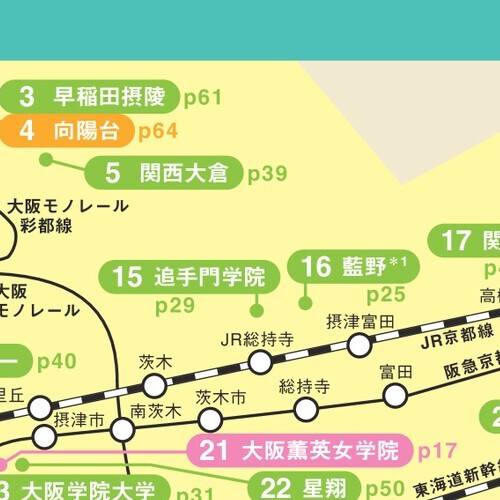 3 早稲田摂陵 p61
4 向陽台 p64
5 関西大倉 p39
大阪モノレール
彩都線
17
16 藍野*1
p25
15 追手門学院
p29
大阪
モノレール
摂津富田
JR総持寺
JR京都線
p40
茨木
富田
阪急京都
総持寺
茨木市
南茨木
摂津市
里丘
21 大阪薫英女学院 p17
22 星翔 p50
大阪学院大学 p31
東海道新幹線